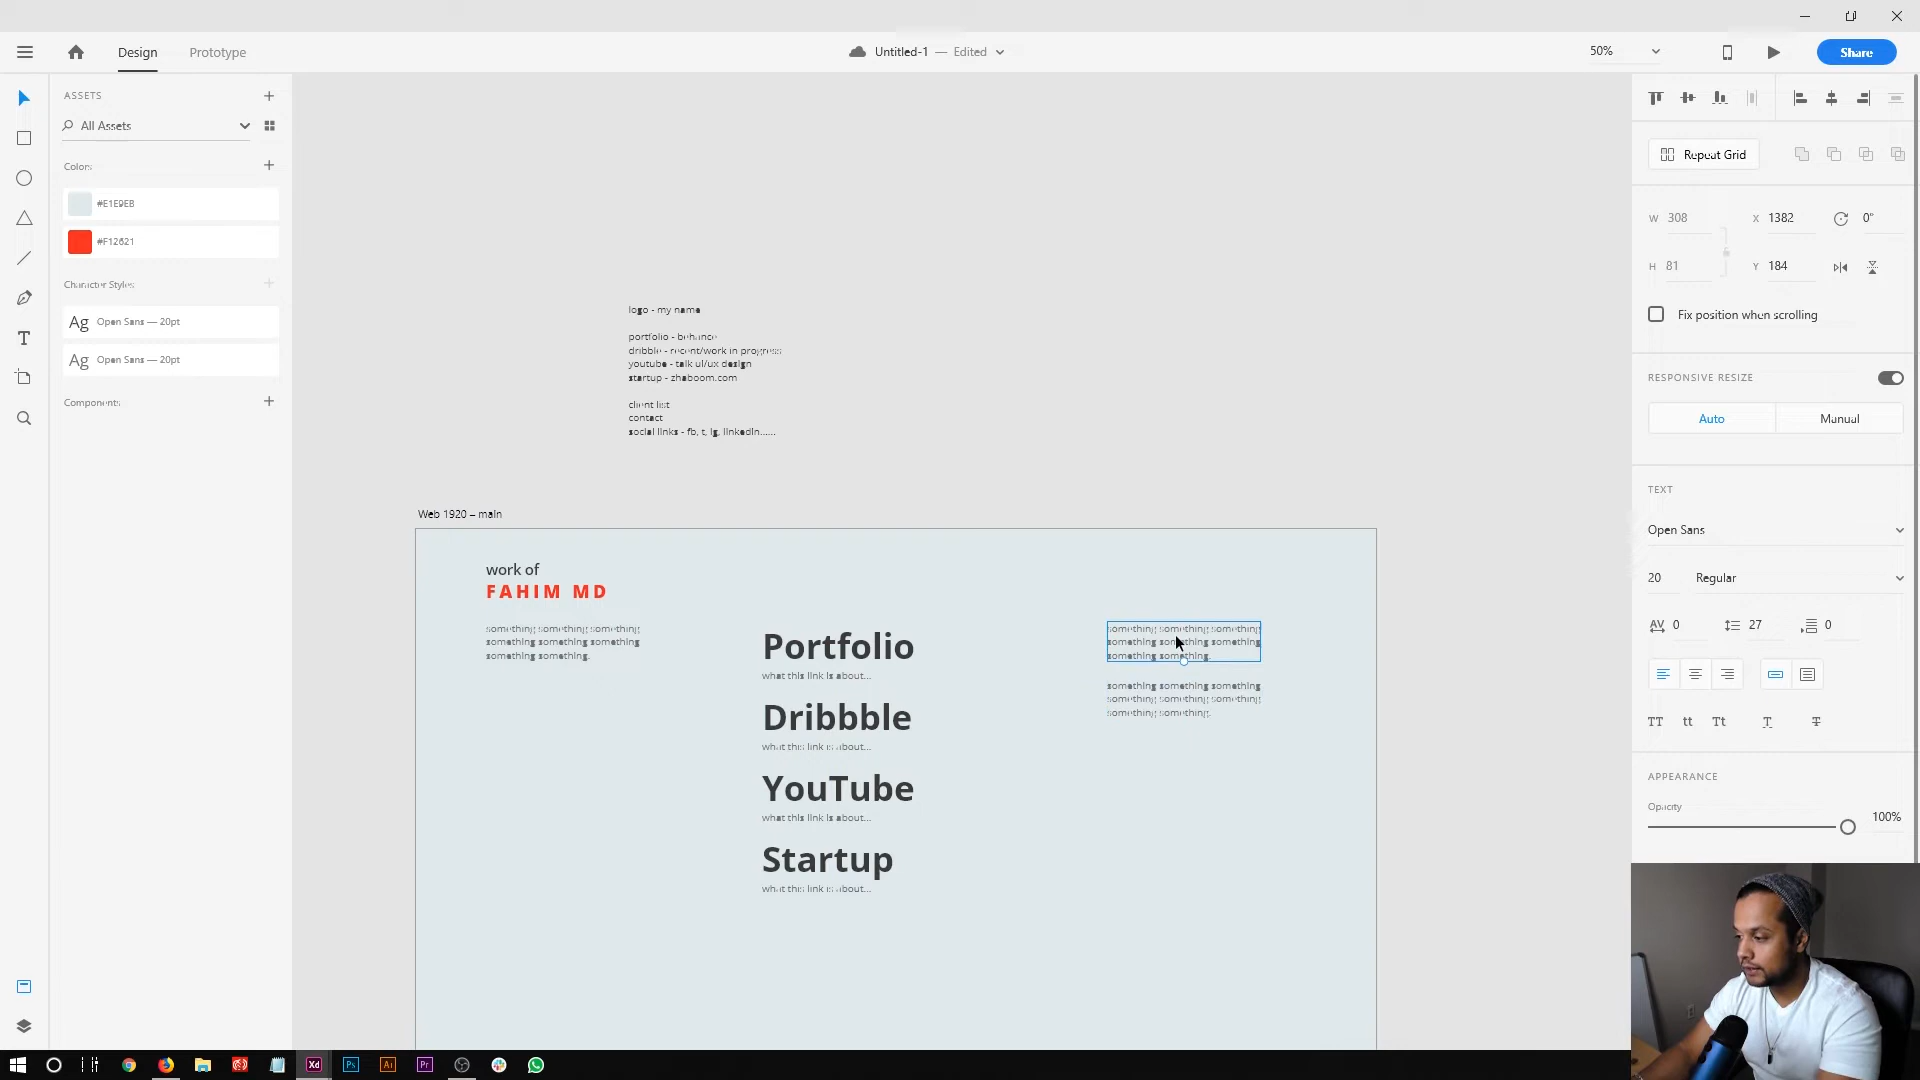 Design
Prototype
Untitled-1 — Edited
50%
Share
ASSETS
All Assets
Colors
#E1E9EB
#F12621
Character Styles
Ag Open Sans — 20pt
Ag Open Sans — 20pt
Components
logo - my name
portfolio - behance
dribble - recent/work in progress
youtube - talk ui/ux design
startup - zhaboom.com
client list
contact
social links - fb, t, ig, linkedin......
Web 1920 – main
work of
FAHIM MD
something something something
something something something
something something.
Portfolio
what this link is about...
Dribbble
what this link is about...
YouTube
what this link is about...
Startup
what this link is about...
something something something
something something something
something something.
something something something
something something something
something something.
Repeat Grid
W 308
X 1382
0°
H 81
Y 184
Fix position when scrolling
RESPONSIVE RESIZE
Auto
Manual
TEXT
Open Sans
20
Regular
AV 0
27
0
TT tt Tt T T
APPEARANCE
Opacity
100%
Xd
Ps
Ai
Pr